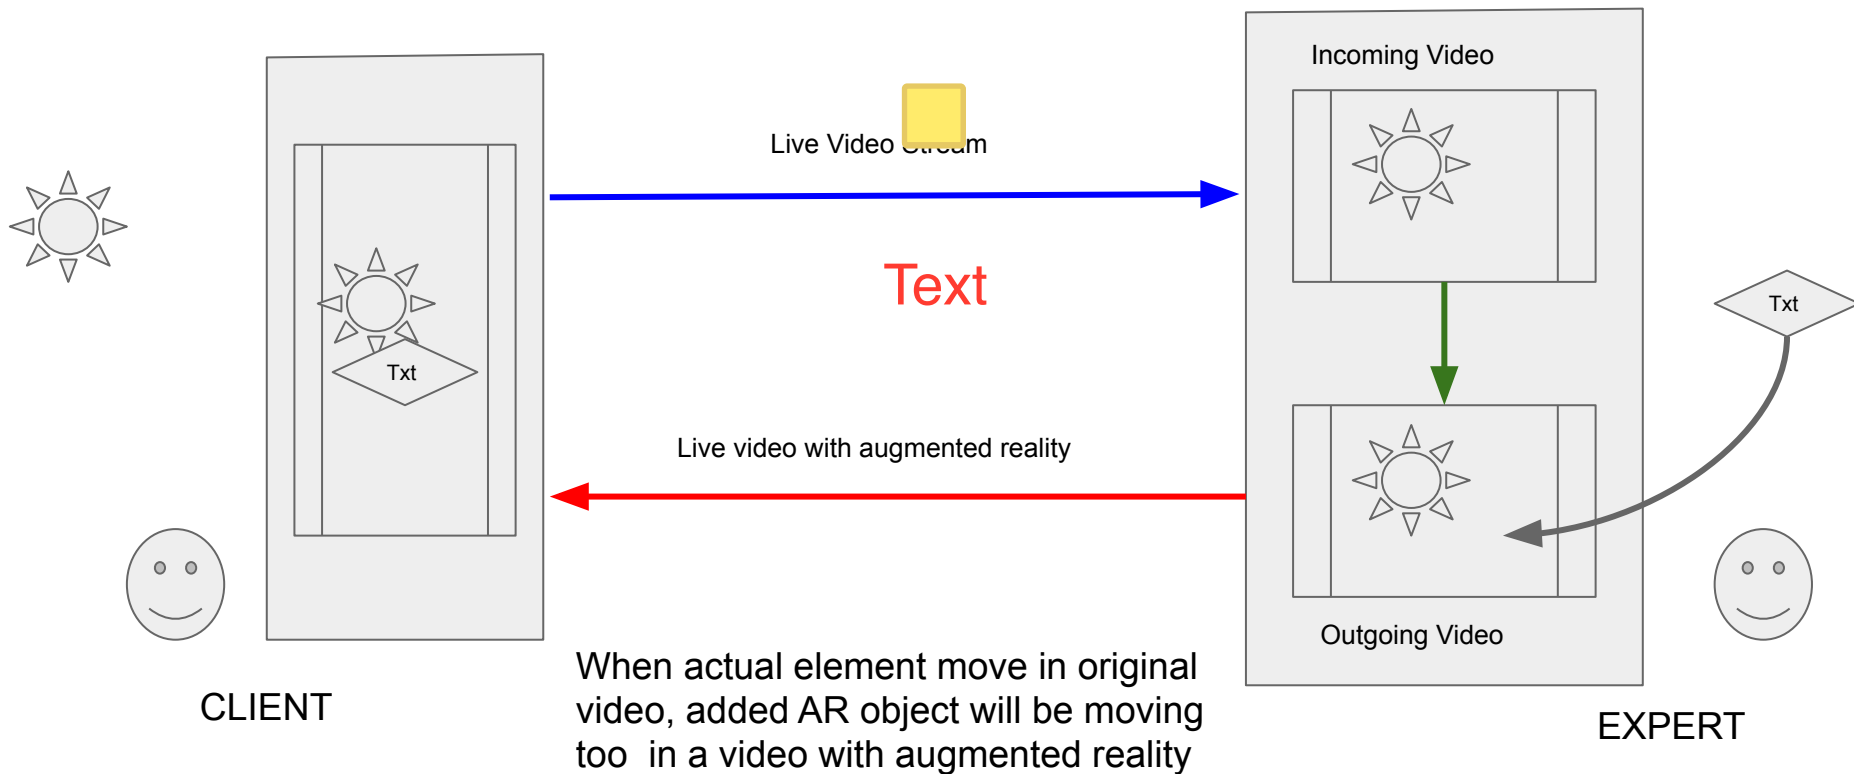 Incoming Video
Live Video Stream
Text
Txt
Txt
Live video with augmented reality
Outgoing Video
When actual element move in original
video, added AR object will be moving
too in a video with augmented reality
CLIENT
EXPERT